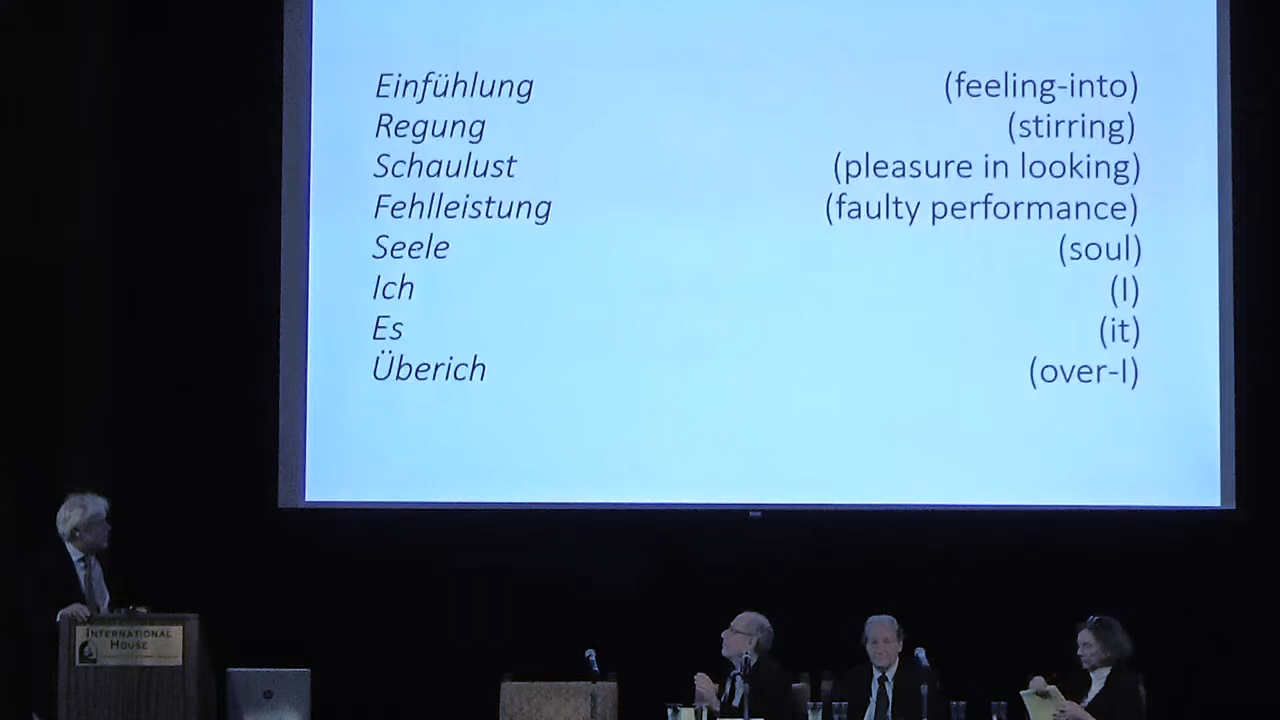 Einfühlung (feeling-into)
Regung (stirring)
Schaulust (pleasure in looking)
Fehlleistung (faulty performance)
Seele (soul)
Ich (I)
Es (it)
Überich (over-I)
INTERNATIONAL
HOUSE